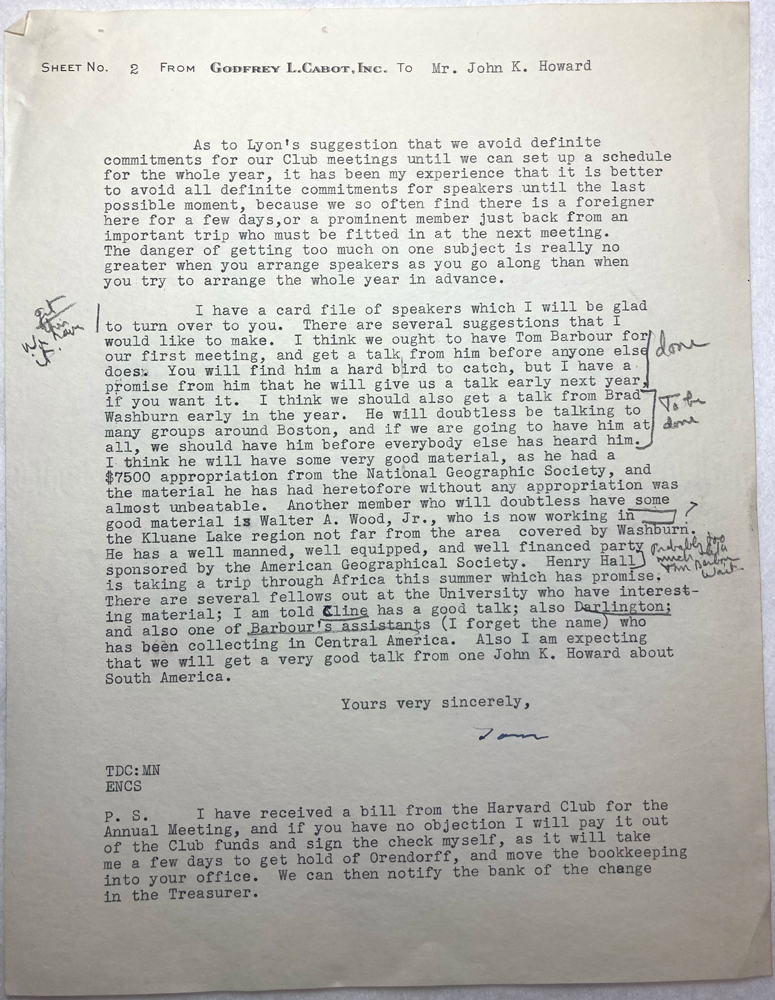 SHEET NO. 2 FROM GODFREY L. CABOT, INC. TO Mr. John K. Howard
As to Lyon's suggestion that we avoid definite
commitments for our Club meetings until we can set up a schedule
for the whole year, it has been my experience that it is better
to avoid all definite commitments for speakers until the last
possible moment, because we so often find there is a foreigner
here for a few days,or a prominent member just back from an
important trip who must be fitted in at the next meeting.
The danger of getting too much on one subject is really no
greater when you arrange speakers as you go along than when
you try to arrange the whole year in advance.
I have a card file of speakers which I will be glad
to turn over to you. There are several suggestions that I
would like to make. I think we ought to have Tom Barbour for
our first meeting, and get a talk from him before anyone else
does. You will find him a hard bird to catch, but I have a
promise from him that he will give us a talk early next year,
if you want it. I think we should also get a talk from Brad
Washburn early in the year. He will doubtless be talking to
many groups around Boston, and if we are going to have him at
all, we should have him before everybody else has heard him.
I think he will have some very good material, as he had a
$7500 appropriation from the National Geographic Society, and
the material he has had heretofore without any appropriation was
almost unbeatable. Another member who will doubtless have some
good material is Walter A. Wood, Jr., who is now working in
the Kluane Lake region not far from the area covered by Washburn.
He has a well manned, well equipped, and well financed party
sponsored by the American Geographical Society. Henry Hall
is taking a trip through Africa this summer which has promise.
There are several fellows out at the University who have interest-
ing material; I am told Cline has a good talk; also Darlington;
and also one of Barbour's assistants (I forget the name) who
has been collecting in Central America. Also I am expecting
that we will get a very good talk from one John K. Howard about
South America.
done
To be
done
?
Probably too
much like
Tom Barbour
Wait
Yours very sincerely,
Tom
TDC:MN
ENCS
P. S. I have received a bill from the Harvard Club for the
Annual Meeting, and if you have no objection I will pay it out
of the Club funds and sign the check myself, as it will take
me a few days to get hold of Orendorff, and move the bookkeeping
into your office. We can then notify the bank of the change
in the Treasurer.